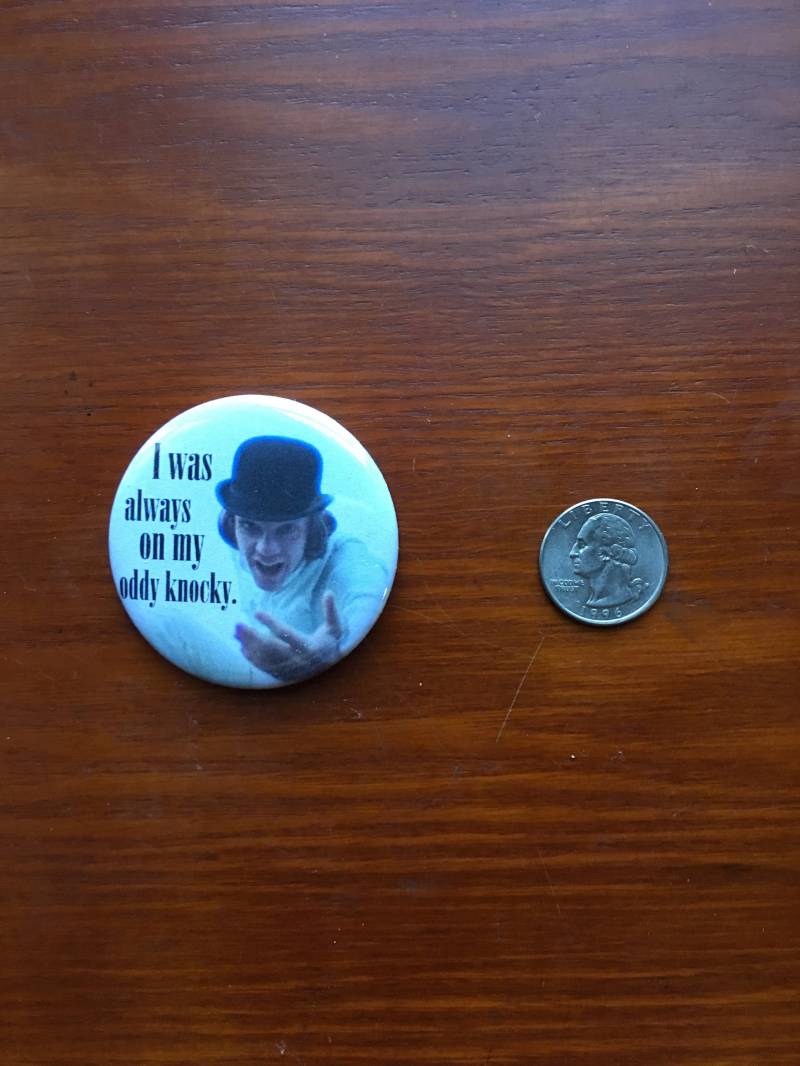 I was
always
on my
oddy knocky.
LIBERTY
IN GOD WE
TRUST
1996